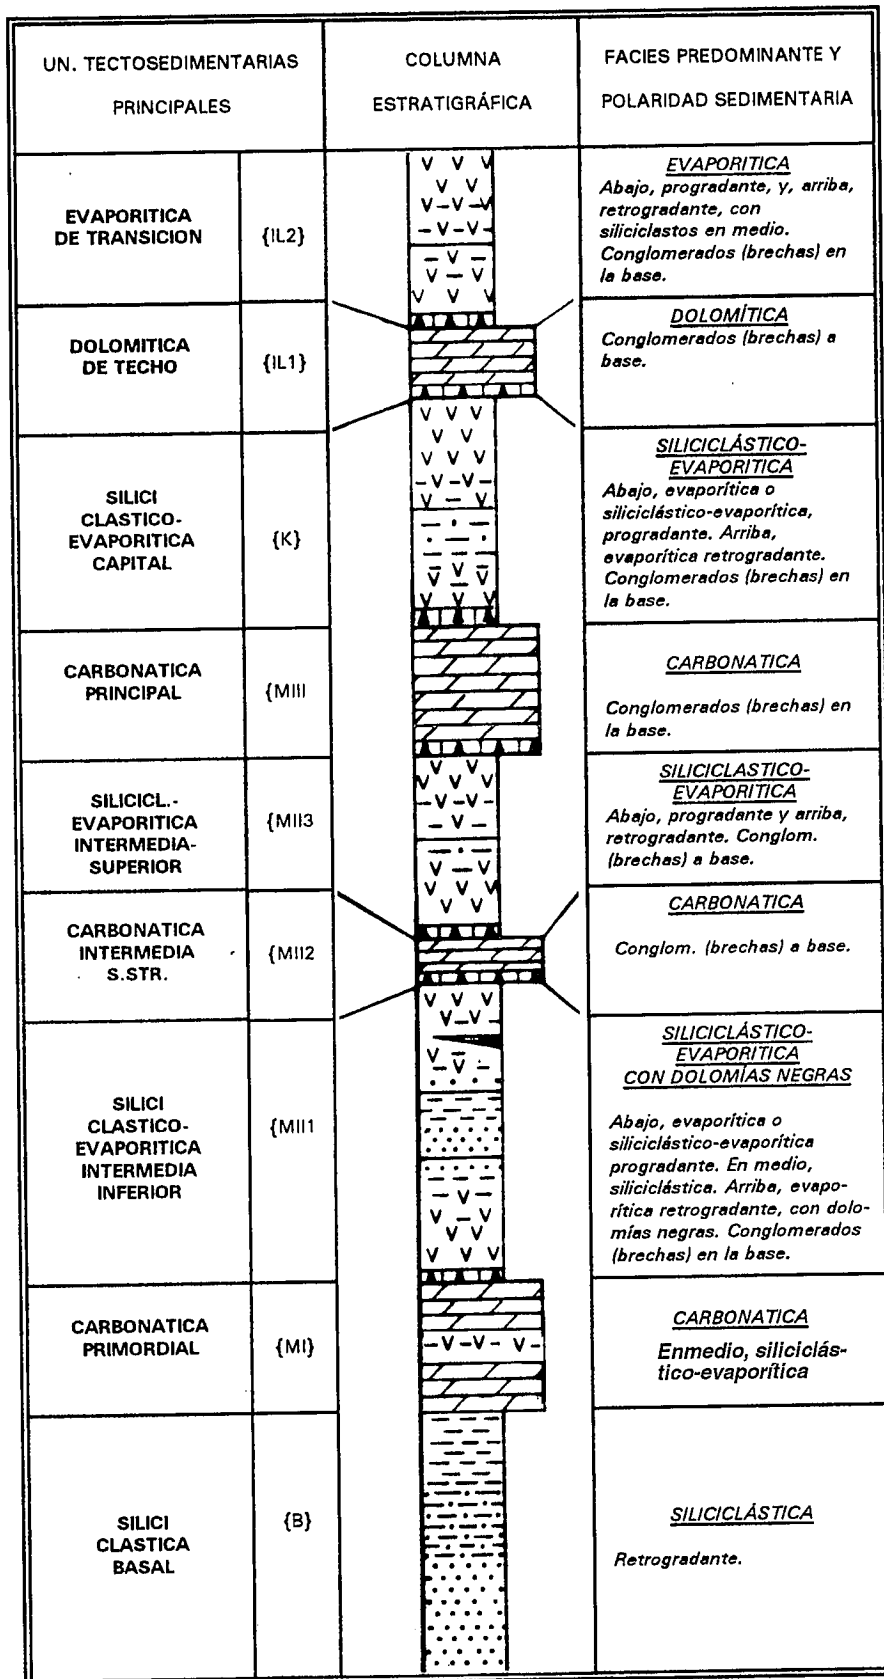 UN. TECTOSEDIMENTARIAS
PRINCIPALES
COLUMNA
ESTRATIGRÁFICA
FACIES PREDOMINANTE Y
POLARIDAD SEDIMENTARIA
EVAPORITICA
DE TRANSICION
{IL2}
EVAPORITICA
Abajo, progradante, y, arriba,
retrogradante, con
siliciclastos en medio.
Conglomerados (brechas) en
la base.
DOLOMITICA
DE TECHO
{IL1}
DOLOMÍTICA
Conglomerados (brechas) a
base.
SILICI
CLASTICO-
EVAPORITICA
CAPITAL
{K}
SILICICLÁSTICO-
EVAPORITICA
Abajo, evaporítica o
siliciclástico-evaporítica,
progradante. Arriba,
evaporítica retrogradante.
Conglomerados (brechas) en
la base.
CARBONATICA
PRINCIPAL
{MIII
CARBONATICA
Conglomerados (brechas) en
la base.
SILICICL.-
EVAPORITICA
INTERMEDIA-
SUPERIOR
{MII3
SILICICLASTICO-
EVAPORITICA
Abajo, progradante y arriba,
retrogradante. Conglom.
(brechas) a base.
CARBONATICA
INTERMEDIA
S.STR.
{MII2
CARBONATICA
Conglom. (brechas) a base.
SILICI
CLASTICO-
EVAPORITICA
INTERMEDIA
INFERIOR
{MII1
SILICICLÁSTICO-
EVAPORITICA
CON DOLOMÍAS NEGRAS
Abajo, evaporítica o
siliciclástico-evaporítica
progradante. En medio,
siliciclástica. Arriba, evapo-
rítica retrogradante, con dolo-
mías negras. Conglomerados
(brechas) en la base.
CARBONATICA
PRIMORDIAL
{MI}
CARBONATICA
Enmedio, siliciclás-
tico-evaporítica
SILICI
CLASTICA
BASAL
{B}
SILICICLÁSTICA
Retrogradante.